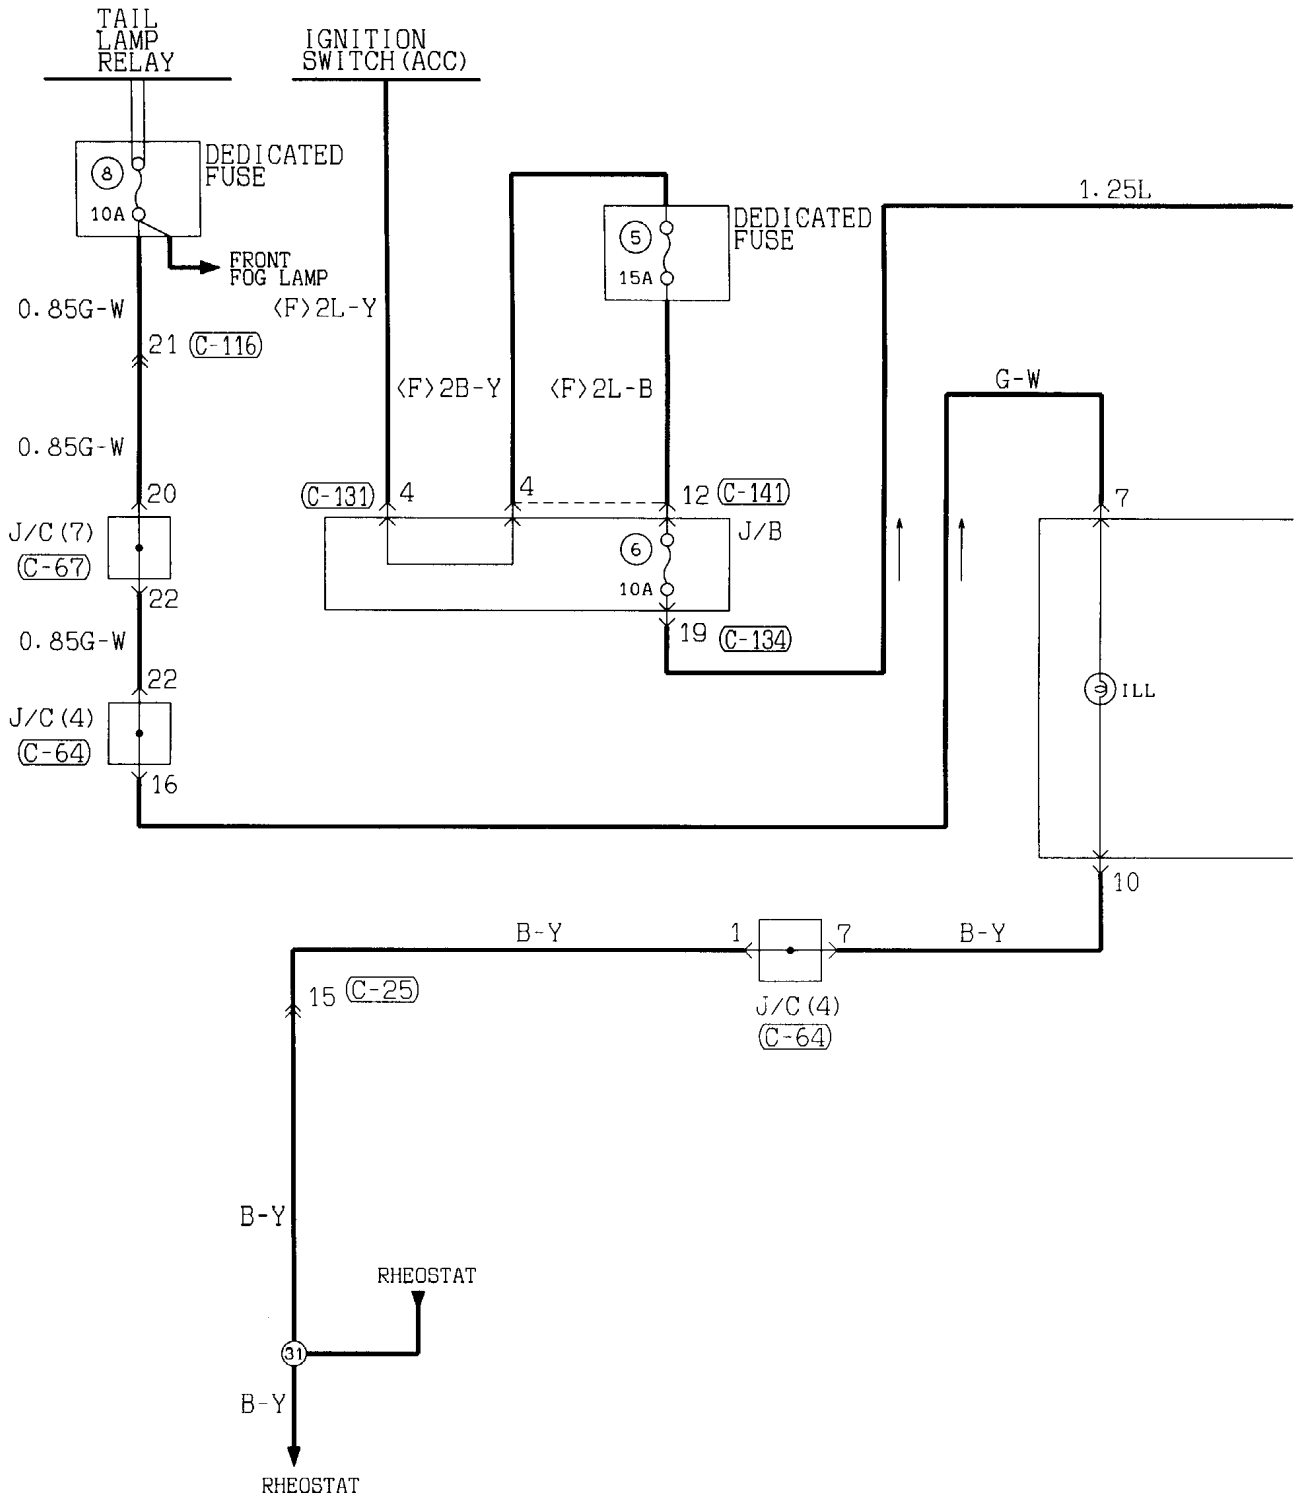 TAIL
LAMP
RELAY
IGNITION
SWITCH(ACC)
8
10A
DEDICATED
FUSE
FRONT
FOG LAMP
1.25L
5
15A
DEDICATED
FUSE
0.85G-W
<F>2L-Y
21 C-116
<F>2B-Y
<F>2L-B
G-W
0.85G-W
20
C-131 4
4
12 C-141
7
J/C(7)
C-67
J/B
6
10A
22
0.85G-W
19 C-134
22
ILL
J/C(4)
C-64
16
10
B-Y
1
7
B-Y
15 C-25
J/C(4)
C-64
B-Y
RHEOSTAT
31
B-Y
RHEOSTAT